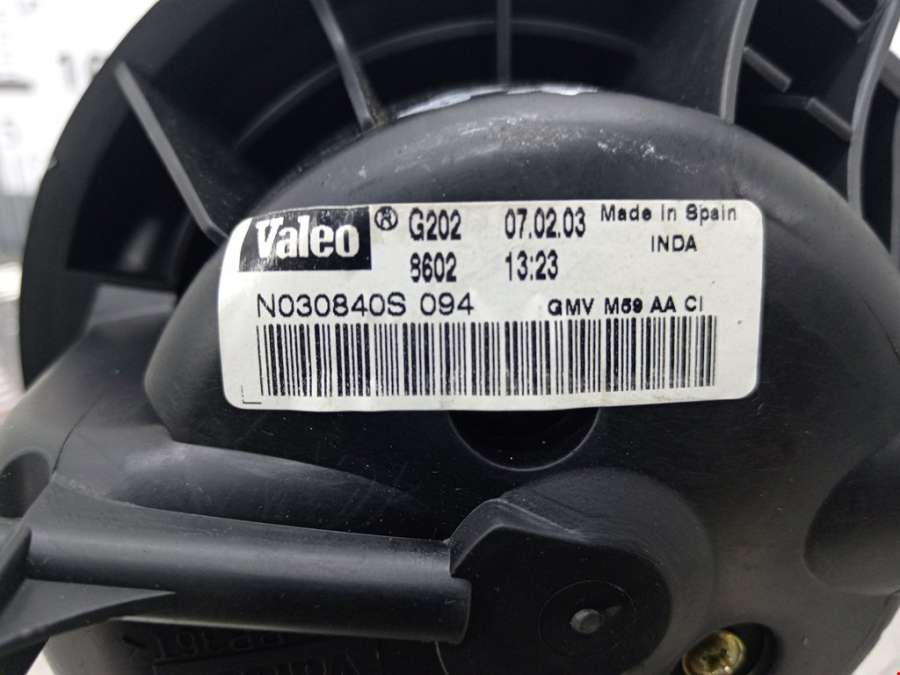 Valeo ® G202 07.02.03 Made In Spain
8602 13:23 INDA
N030840S 094 GMV M59 AA CI